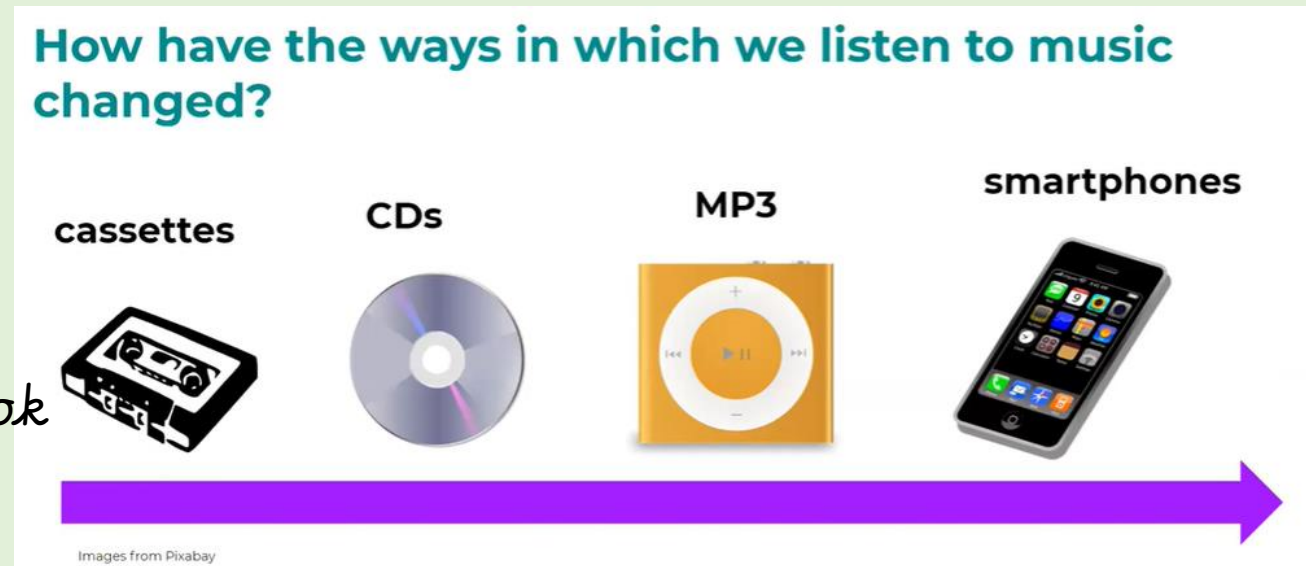 How have the ways in which we listen to music
changed?
cassettes
CDs
MP3
smartphones
Images from Pixabay